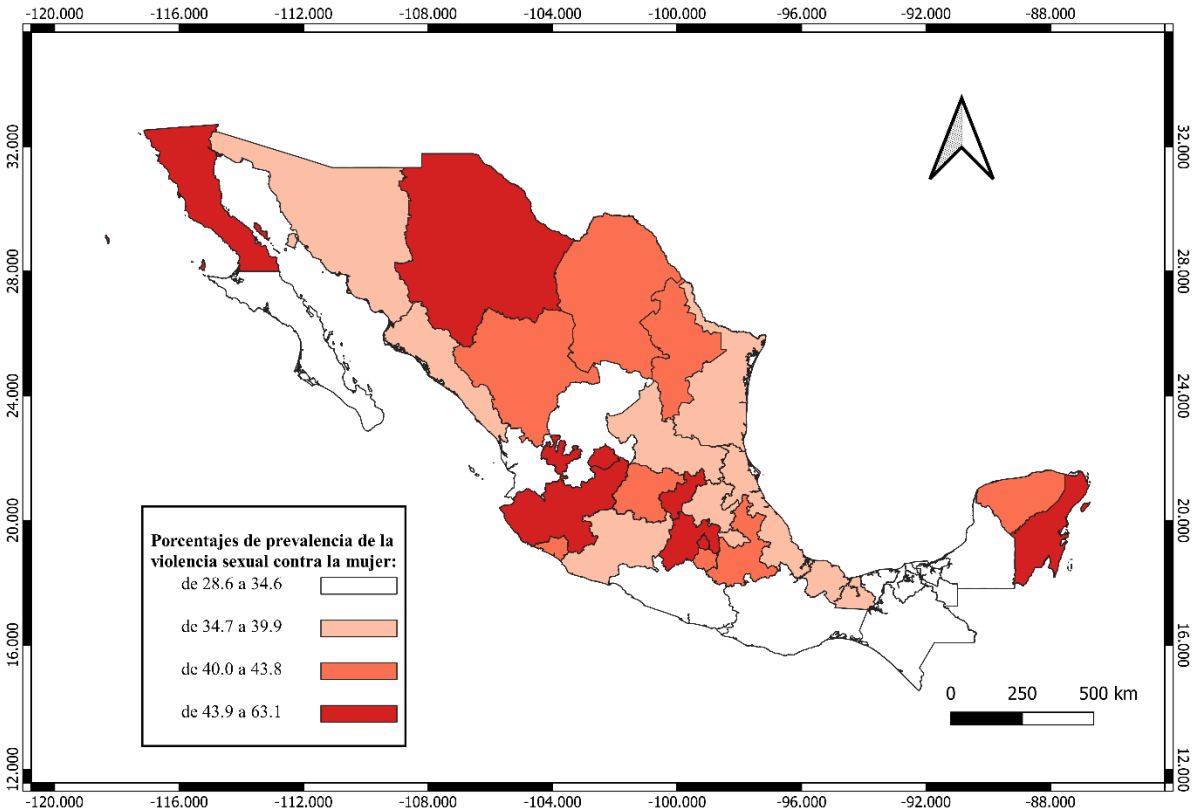 -120.000 -116.000 -112.000 -108.000 -104.000 -100.000 -96.000 -92.000 -88.000
32.000 32.000
28.000 28.000
24.000 24.000
20.000 20.000
16.000 16.000
12.000 12.000
Porcentajes de prevalencia de la
violencia sexual contra la mujer:
de 28.6 a 34.6
de 34.7 a 39.9
de 40.0 a 43.8
de 43.9 a 63.1
0 250 500 km
-120.000 -116.000 -112.000 -108.000 -104.000 -100.000 -96.000 -92.000 -88.000